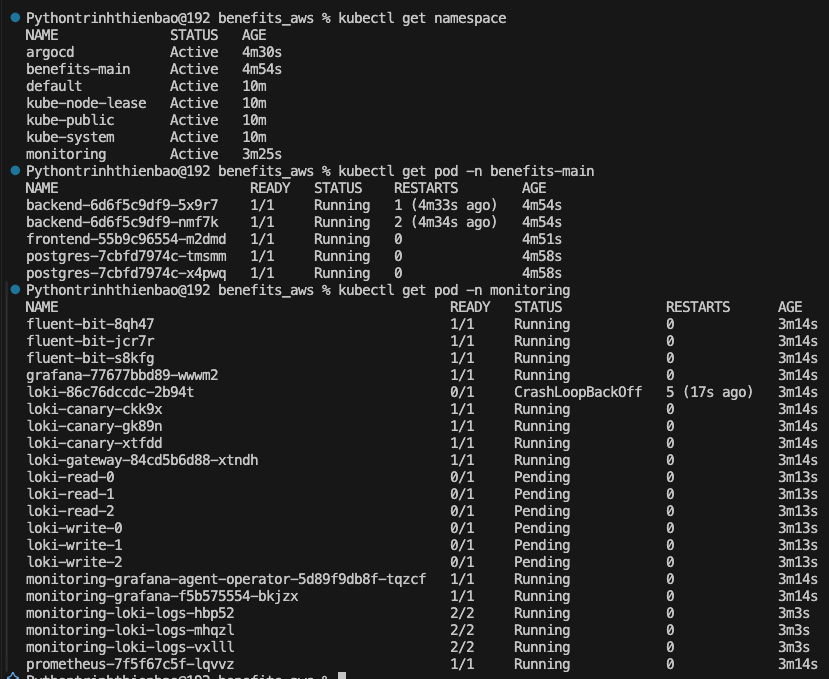 Pythontrinhthienbao@192 benefits_aws % kubectl get namespace
NAME STATUS AGE
argocd Active 4m30s
benefits-main Active 4m54s
default Active 10m
kube-node-lease Active 10m
kube-public Active 10m
kube-system Active 10m
monitoring Active 3m25s
Pythontrinhthienbao@192 benefits_aws % kubectl get pod -n benefits-main
NAME READY STATUS RESTARTS AGE
backend-6d6f5c9df9-5x9r7 1/1 Running 1 (4m33s ago) 4m54s
backend-6d6f5c9df9-nmf7k 1/1 Running 2 (4m34s ago) 4m54s
frontend-55b9c96554-m2dmd 1/1 Running 0 4m51s
postgres-7cbfd7974c-tmsmm 1/1 Running 0 4m58s
postgres-7cbfd7974c-x4pwq 1/1 Running 0 4m58s
Pythontrinhthienbao@192 benefits_aws % kubectl get pod -n monitoring
NAME READY STATUS RESTARTS AGE
fluent-bit-8qh47 1/1 Running 0 3m14s
fluent-bit-jcr7r 1/1 Running 0 3m14s
fluent-bit-s8kfg 1/1 Running 0 3m14s
grafana-77677bbd89-wwwm2 1/1 Running 0 3m14s
loki-86c76dccdc-2b94t 0/1 CrashLoopBackOff 5 (17s ago) 3m14s
loki-canary-ckk9x 1/1 Running 0 3m14s
loki-canary-gk89n 1/1 Running 0 3m14s
loki-canary-xtfdd 1/1 Running 0 3m14s
loki-gateway-84cd5b6d88-xtndh 1/1 Running 0 3m14s
loki-read-0 0/1 Pending 0 3m13s
loki-read-1 0/1 Pending 0 3m13s
loki-read-2 0/1 Pending 0 3m13s
loki-write-0 0/1 Pending 0 3m13s
loki-write-1 0/1 Pending 0 3m13s
loki-write-2 0/1 Pending 0 3m13s
monitoring-grafana-agent-operator-5d89f9db8f-tqzcf 1/1 Running 0 3m14s
monitoring-grafana-f5b575554-bkjzx 1/1 Running 0 3m14s
monitoring-loki-logs-hbp52 2/2 Running 0 3m3s
monitoring-loki-logs-mhqzl 2/2 Running 0 3m3s
monitoring-loki-logs-vxlll 2/2 Running 0 3m3s
prometheus-7f5f67c5f-lqvvz 1/1 Running 0 3m14s
Pythontrinhthienbao@192 benefits_aws %